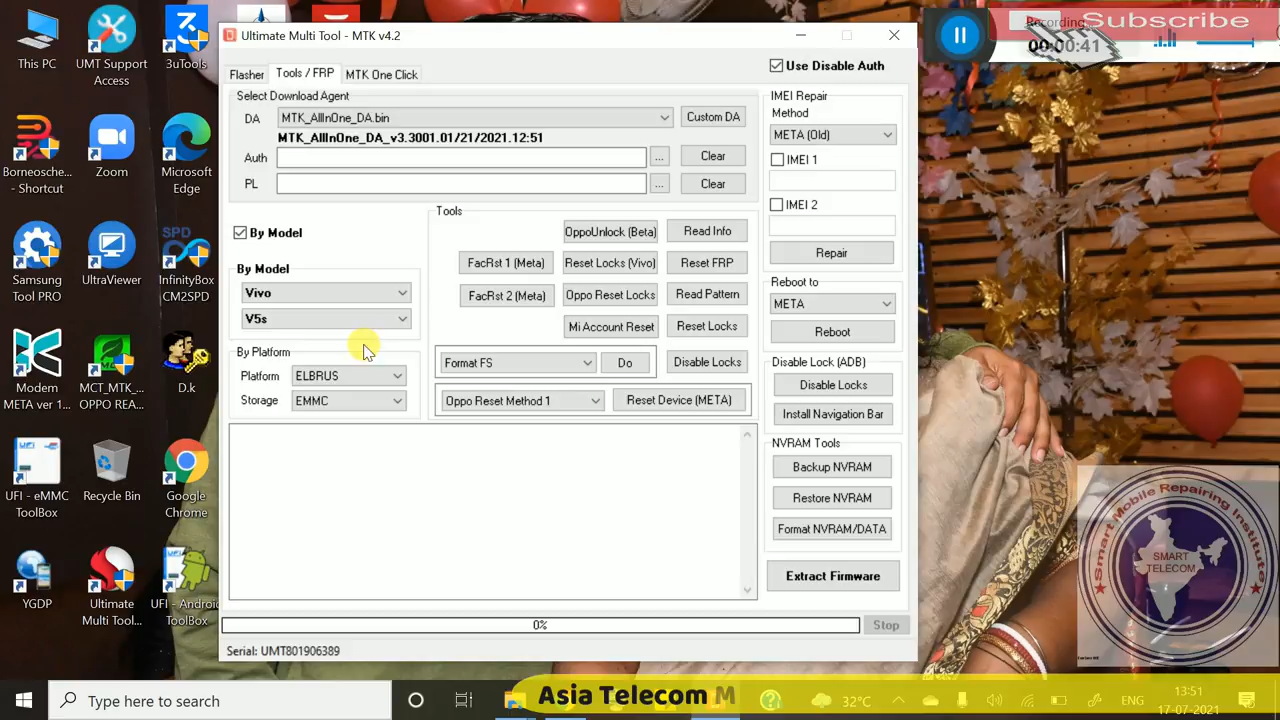 This PC
UMT Support
Access
3uTools
Borneosche...
- Shortcut
Zoom
Microsoft
Edge
Samsung
Tool PRO
UltraViewer
InfinityBox
CM2SPD
Modem
META ver 1...
MCT_MTK_...
OPPO REA...
D.k
UFI - eMMC
ToolBox
Recycle Bin
Google
Chrome
YGDP
Ultimate
Multi Tool...
UFI - Android
ToolBox
Ultimate Multi Tool - MTK v4.2
Flasher
Tools / FRP
MTK One Click
Use Disable Auth
Select Download Agent
DA
MTK_AllInOne_DA.bin
Custom DA
MTK_AllInOne_DA_v3.3001.01/21/2021.12:51
Auth
...
Clear
PL
...
Clear
By Model
By Model
Vivo
V5s
By Platform
Platform
ELBRUS
Storage
EMMC
Tools
OppoUnlock (Beta)
Read Info
FacRst 1 (Meta)
Reset Locks (Vivo)
Reset FRP
FacRst 2 (Meta)
Oppo Reset Locks
Read Pattern
Mi Account Reset
Reset Locks
Format FS
Do
Disable Locks
Oppo Reset Method 1
Reset Device (META)
IMEI Repair
Method
META (Old)
IMEI 1
IMEI 2
Repair
Reboot to
META
Reboot
Disable Lock (ADB)
Disable Locks
Install Navigation Bar
NVRAM Tools
Backup NVRAM
Restore NVRAM
Format NVRAM/DATA
Extract Firmware
0%
Stop
Serial: UMT801906389
Recording...
Subscribe
00:00:41
Smart Mobile Repairing Institute
SMART
TELECOM
Type here to search
Asia Telecom M
32°C
ENG
13:51
17-07-2021
SPD